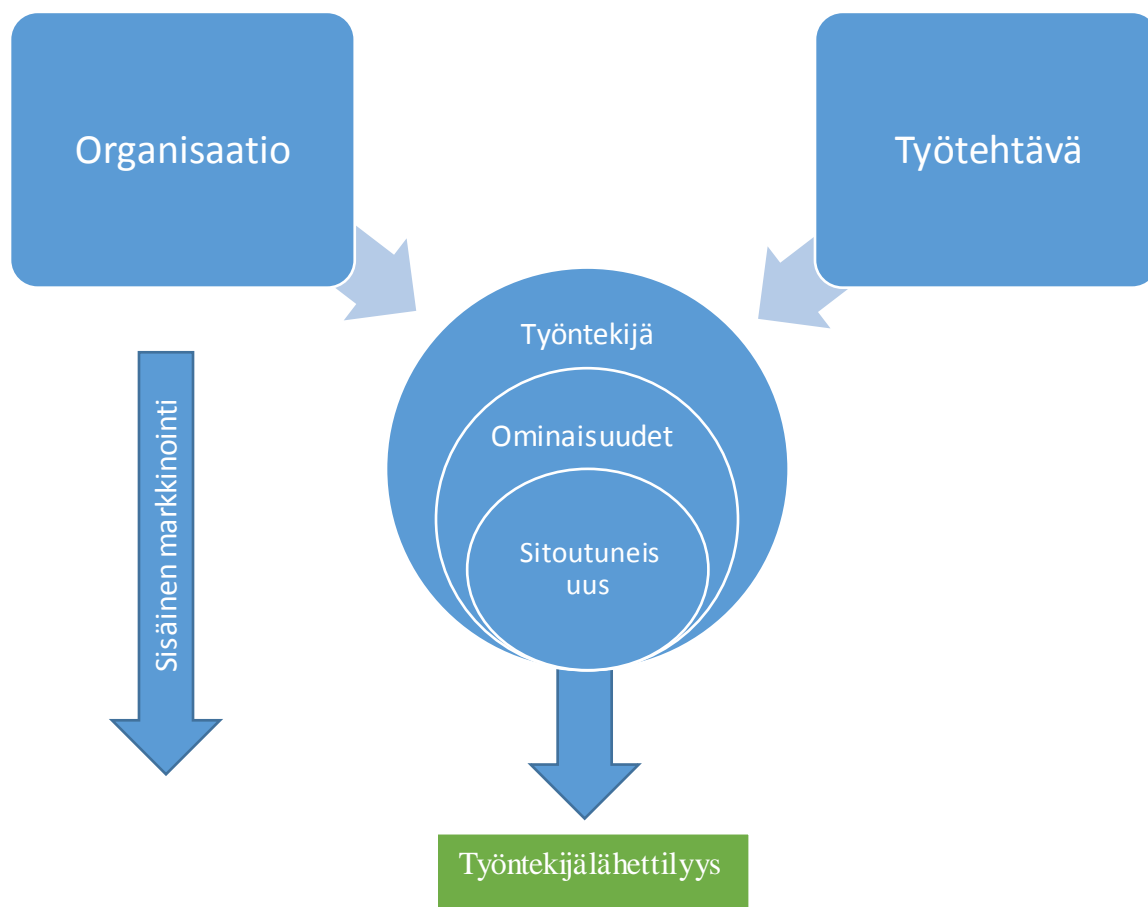 Organisaatio
Työtehtävä
Työntekijä
Ominaisuudet
Sitoutuneis
uus
Sisäinen markkinointi
Työntekijälähettilyys